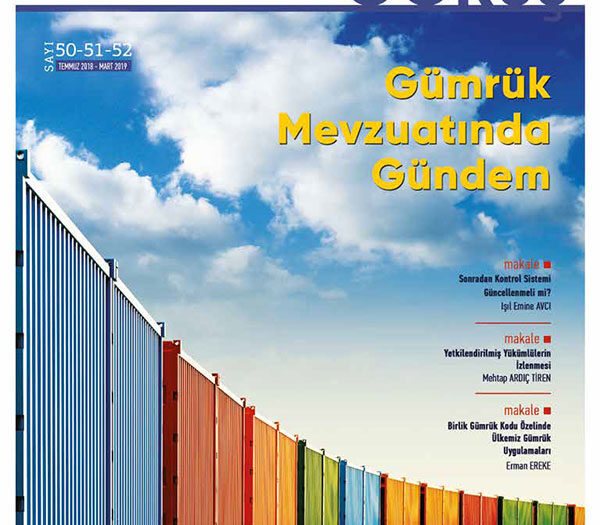 SAYI
50-51-52
TEMMUZ 2018 - MART 2019
Gümrük
Mevzuatında
Gündem
makale
Sonradan Kontrol Sistemi
Güncellenmeli mi?
Işıl Emine AVCI
makale
Yetkilendirilmiş Yükümlülerin
İzlenmesi
Mehtap ARDIÇ TİREN
makale
Birlik Gümrük Kodu Özelinde
Ülkemiz Gümrük
Uygulamaları
Erman EREKE